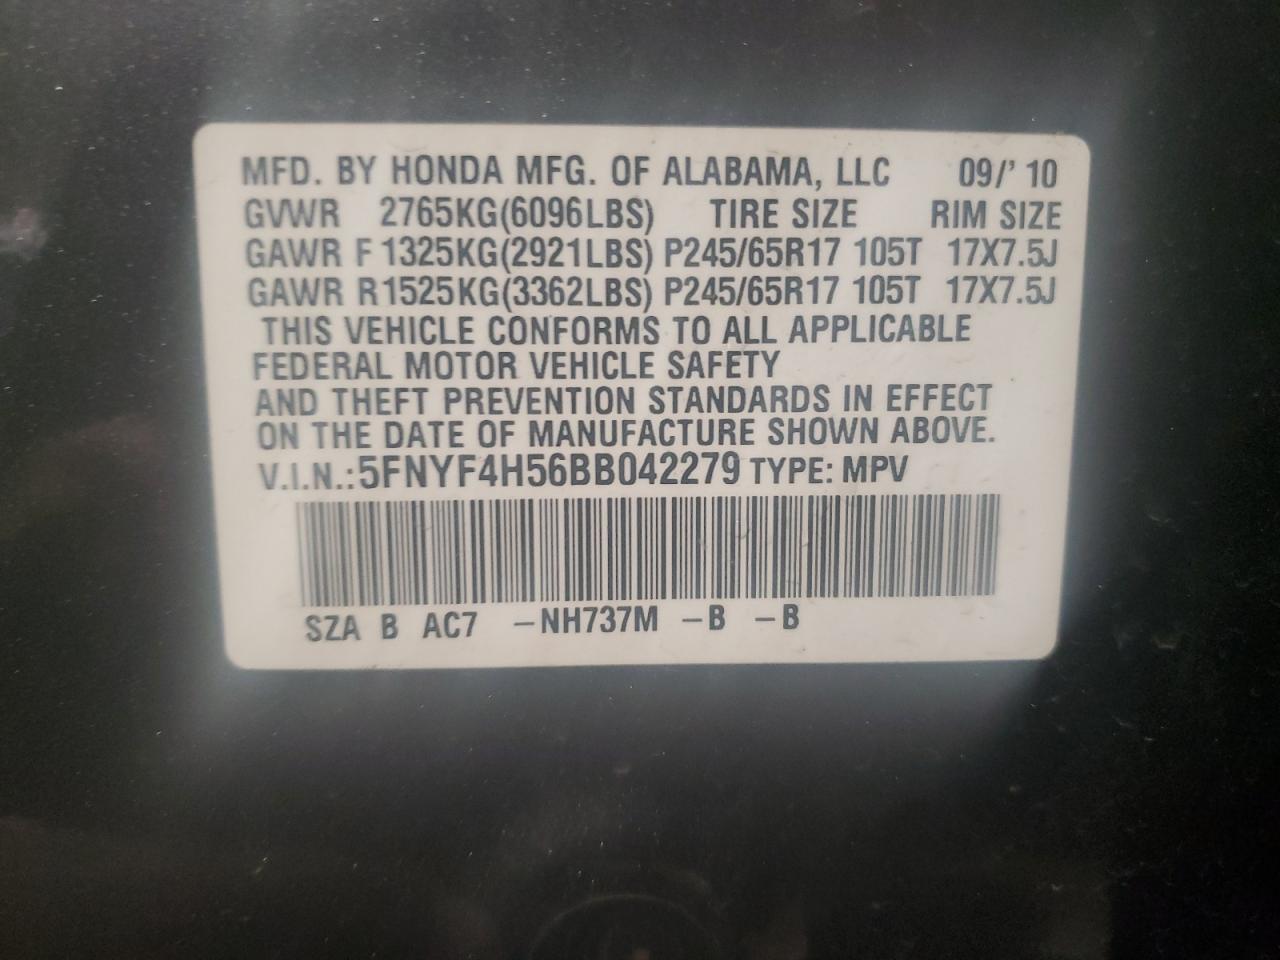 MFD. BY HONDA MFG. OF ALABAMA, LLC 09/' 10
GVWR 2765KG(6096LBS) TIRE SIZE RIM SIZE
GAWR F 1325KG(2921LBS) P245/65R17 105T 17X7.5J
GAWR R1525KG(3362LBS) P245/65R17 105T 17X7.5J
THIS VEHICLE CONFORMS TO ALL APPLICABLE
FEDERAL MOTOR VEHICLE SAFETY
AND THEFT PREVENTION STANDARDS IN EFFECT
ON THE DATE OF MANUFACTURE SHOWN ABOVE.
V.I.N.:5FNYF4H56BB042279 TYPE: MPV
SZA B AC7 –NH737M –B –B